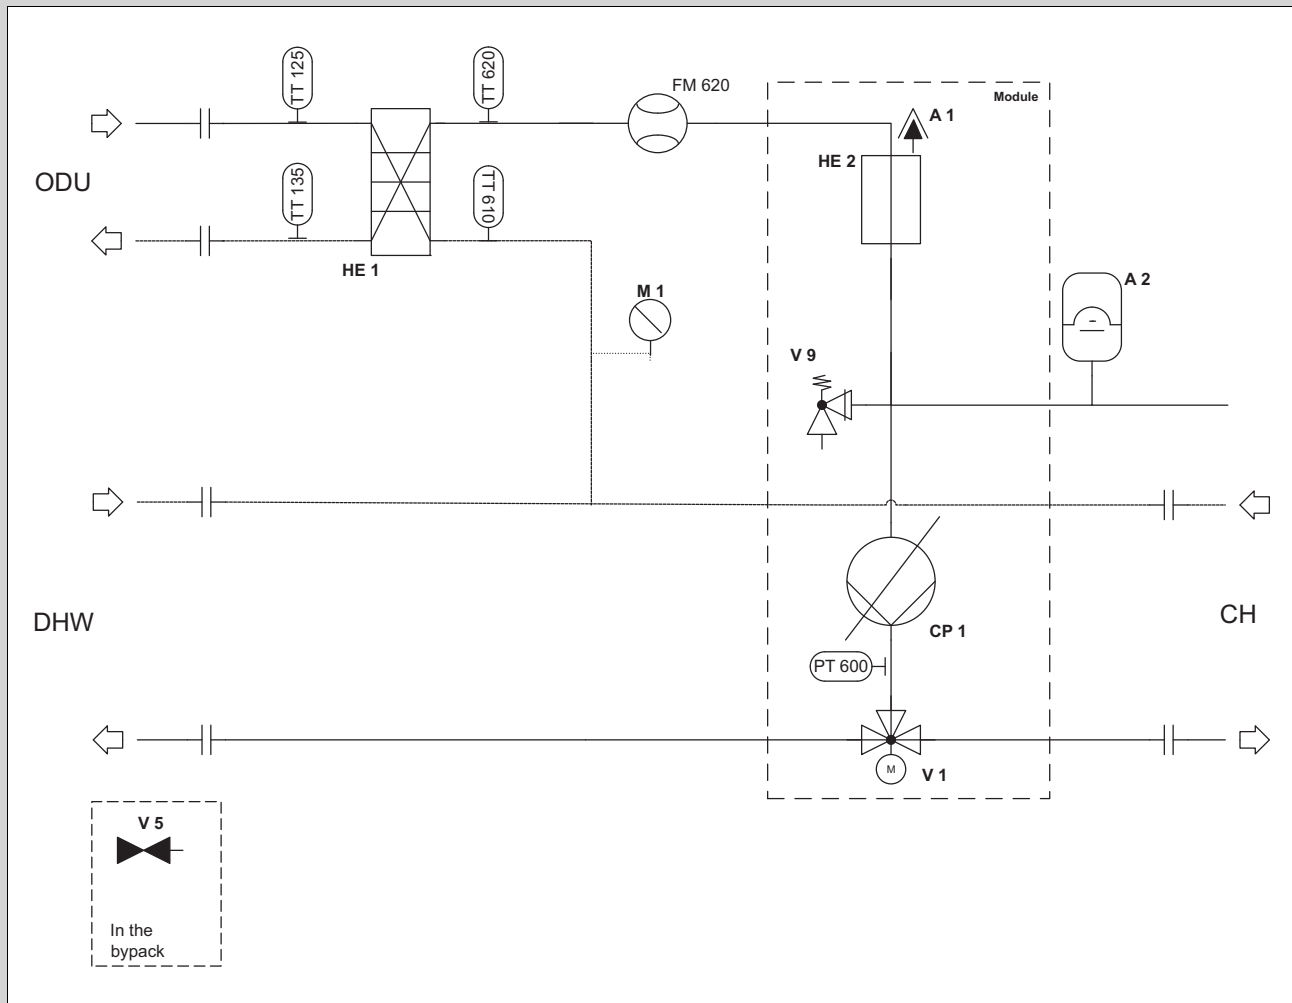 TT 125
TT 620
FM 620
Module
A 1
HE 2
ODU
TT 135
TT 610
HE 1
M 1
A 2
V 9
DHW
CP 1
CH
PT 600
M
V 1
V 5
In the
bypack